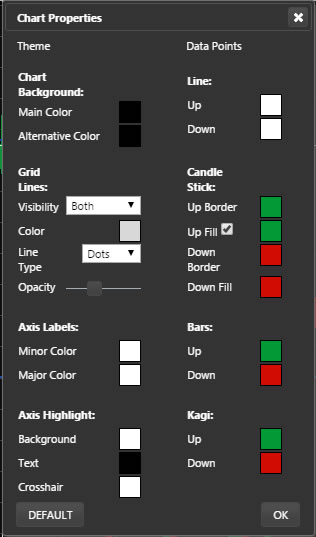 Chart Properties
Theme
Data Points
Chart
Background:
Main Color
Alternative Color
Line:
Up
Down
Grid
Lines:
Visibility Both
Color
Line
Type
Dots
Opacity
Candle
Stick:
Up Border
Up Fill
Down
Border
Down Fill
Axis Labels:
Minor Color
Major Color
Bars:
Up
Down
Axis Highlight:
Background
Text
Crosshair
Kagi:
Up
Down
DEFAULT
OK